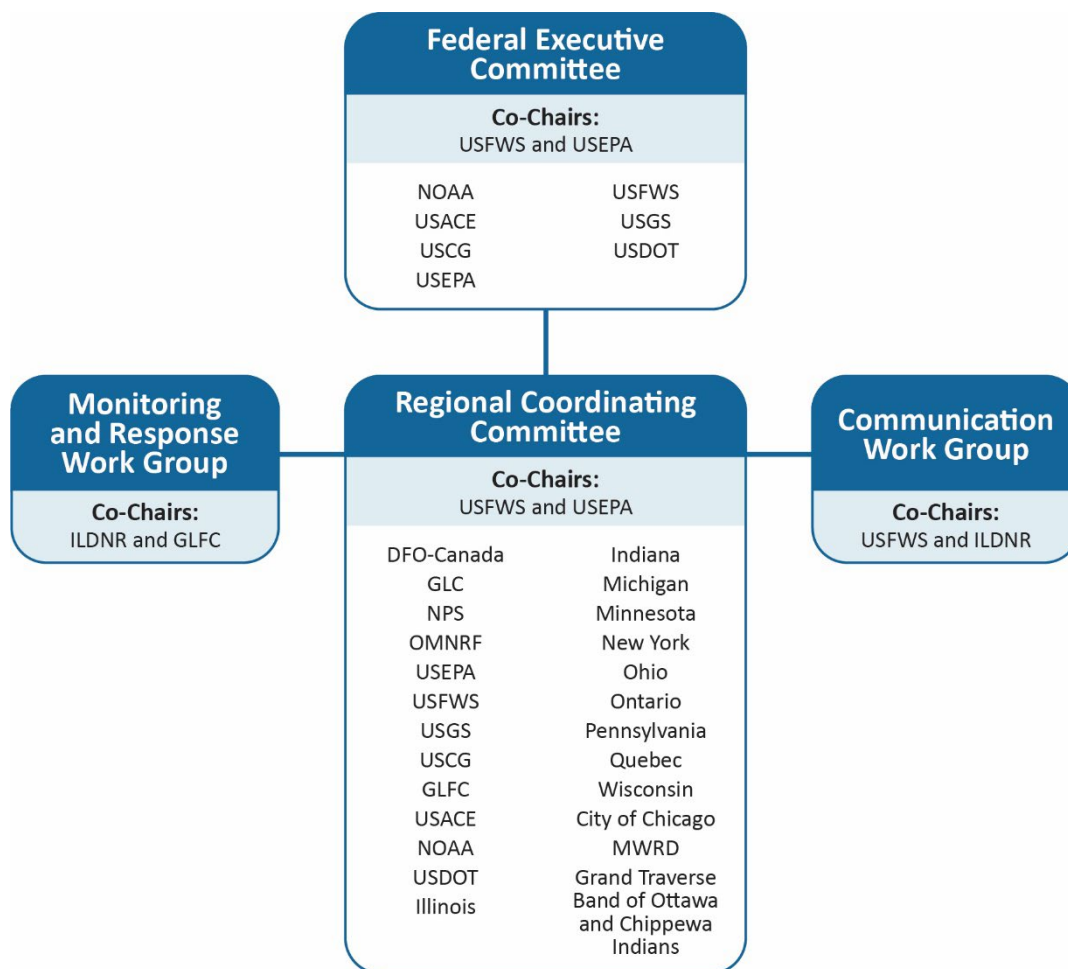 Federal Executive
Committee
Co-Chairs:
USFWS and USEPA
NOAA
USACE
USCG
USEPA
USFWS
USGS
USDOT
Monitoring
and Response
Work Group
Co-Chairs:
ILDNR and GLFC
Regional Coordinating
Committee
Co-Chairs:
USFWS and USEPA
DFO-Canada
GLC
NPS
OMNRF
USEPA
USFWS
USGS
USCG
GLFC
USACE
NOAA
USDOT
Illinois
Indiana
Michigan
Minnesota
New York
Ohio
Ontario
Pennsylvania
Quebec
Wisconsin
City of Chicago
MWRD
Grand Traverse
Band of Ottawa
and Chippewa
Indians
Communication
Work Group
Co-Chairs:
USFWS and ILDNR